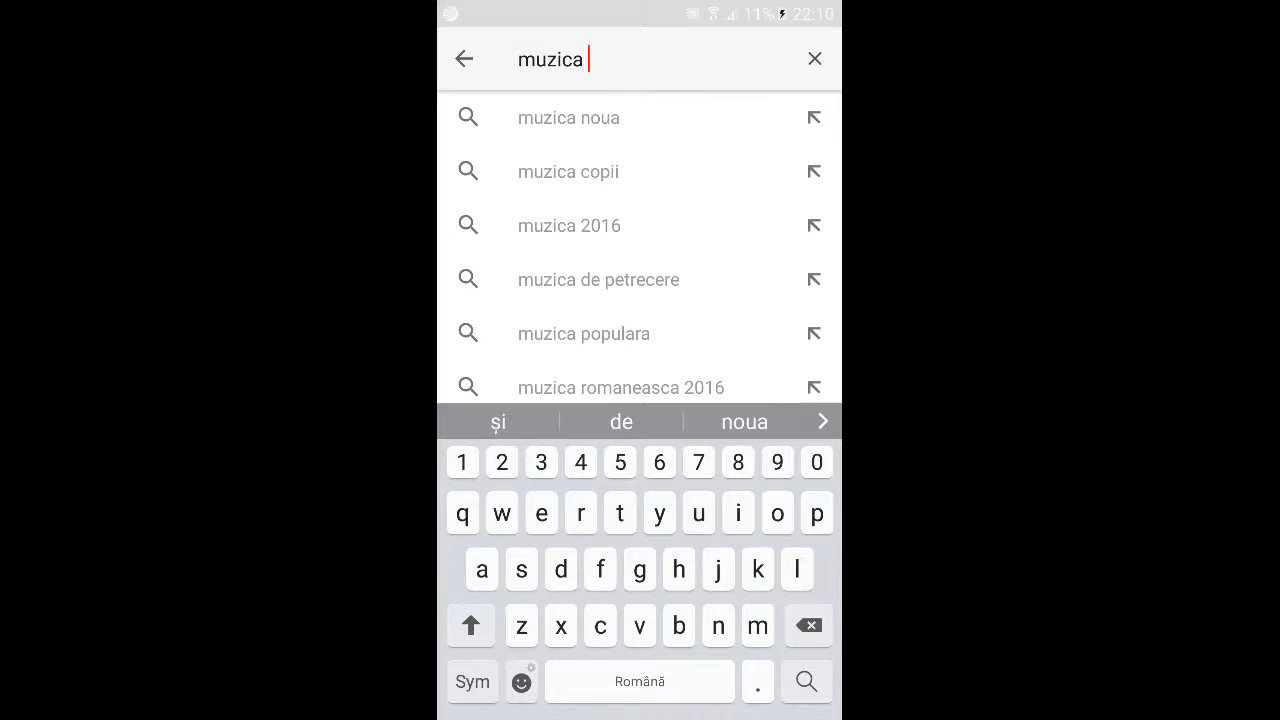 11% 22:10
muzica
muzica noua
muzica copii
muzica 2016
muzica de petrecere
muzica populara
muzica romaneasca 2016
și de noua
1 2 3 4 5 6 7 8 9 0
q w e r t y u i o p
a s d f g h j k l
z x c v b n m
Sym Română .